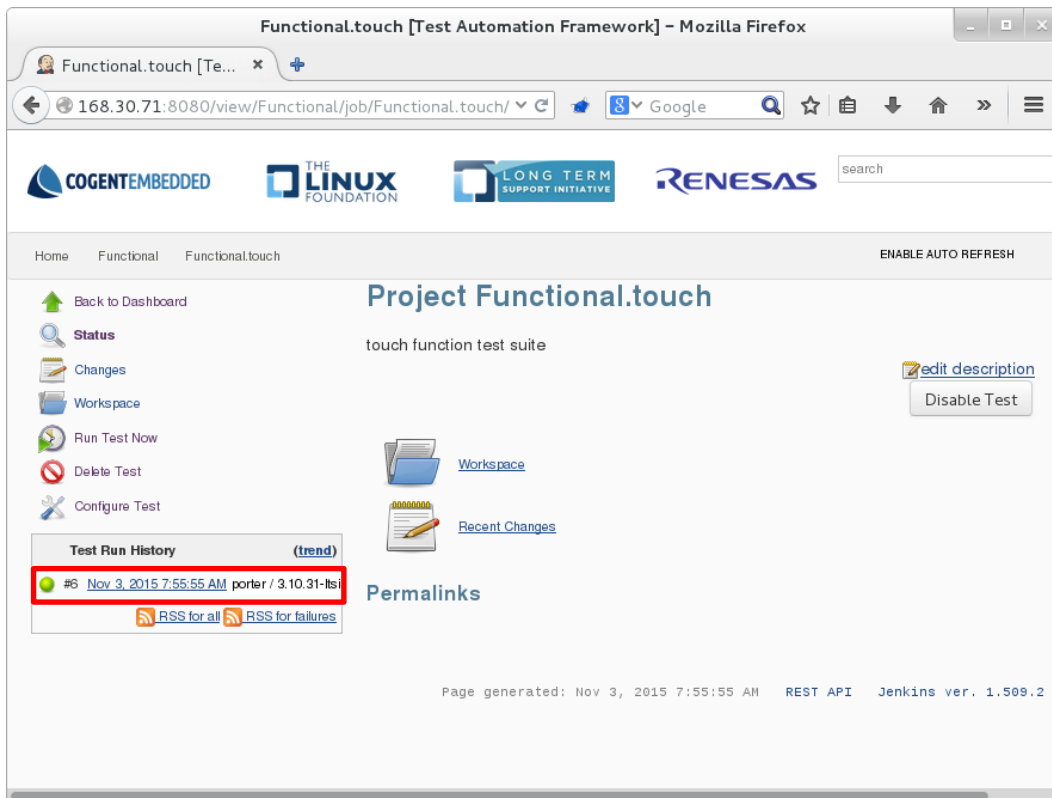 Functional.touch [Test Automation Framework] – Mozilla Firefox
Functional.touch [Te...
168.30.71:8080/view/Functional/job/Functional.touch/
Google
COGENTEMBEDDED
THE LINUX FOUNDATION
LONG TERM SUPPORT INITIATIVE
RENESAS
search
Home Functional Functional.touch ENABLE AUTO REFRESH
Back to Dashboard
Status
Changes
Workspace
Run Test Now
Delete Test
Configure Test
Test Run History (trend)
#6 Nov 3, 2015 7:55:55 AM porter / 3.10.31-ltsi
RSS for all RSS for failures
Project Functional.touch
touch function test suite
edit description
Disable Test
Workspace
Recent Changes
Permalinks
Page generated: Nov 3, 2015 7:55:55 AM REST API Jenkins ver. 1.509.2